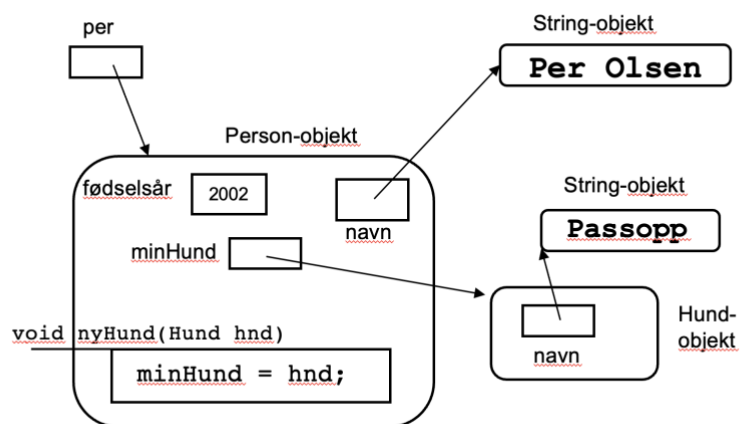 per
String-objekt
Per Olsen
Person-objekt
fødselsår
2002
navn
String-objekt
Passopp
minHund
void nyHund(Hund hnd)
minHund = hnd;
navn
Hund-
objekt